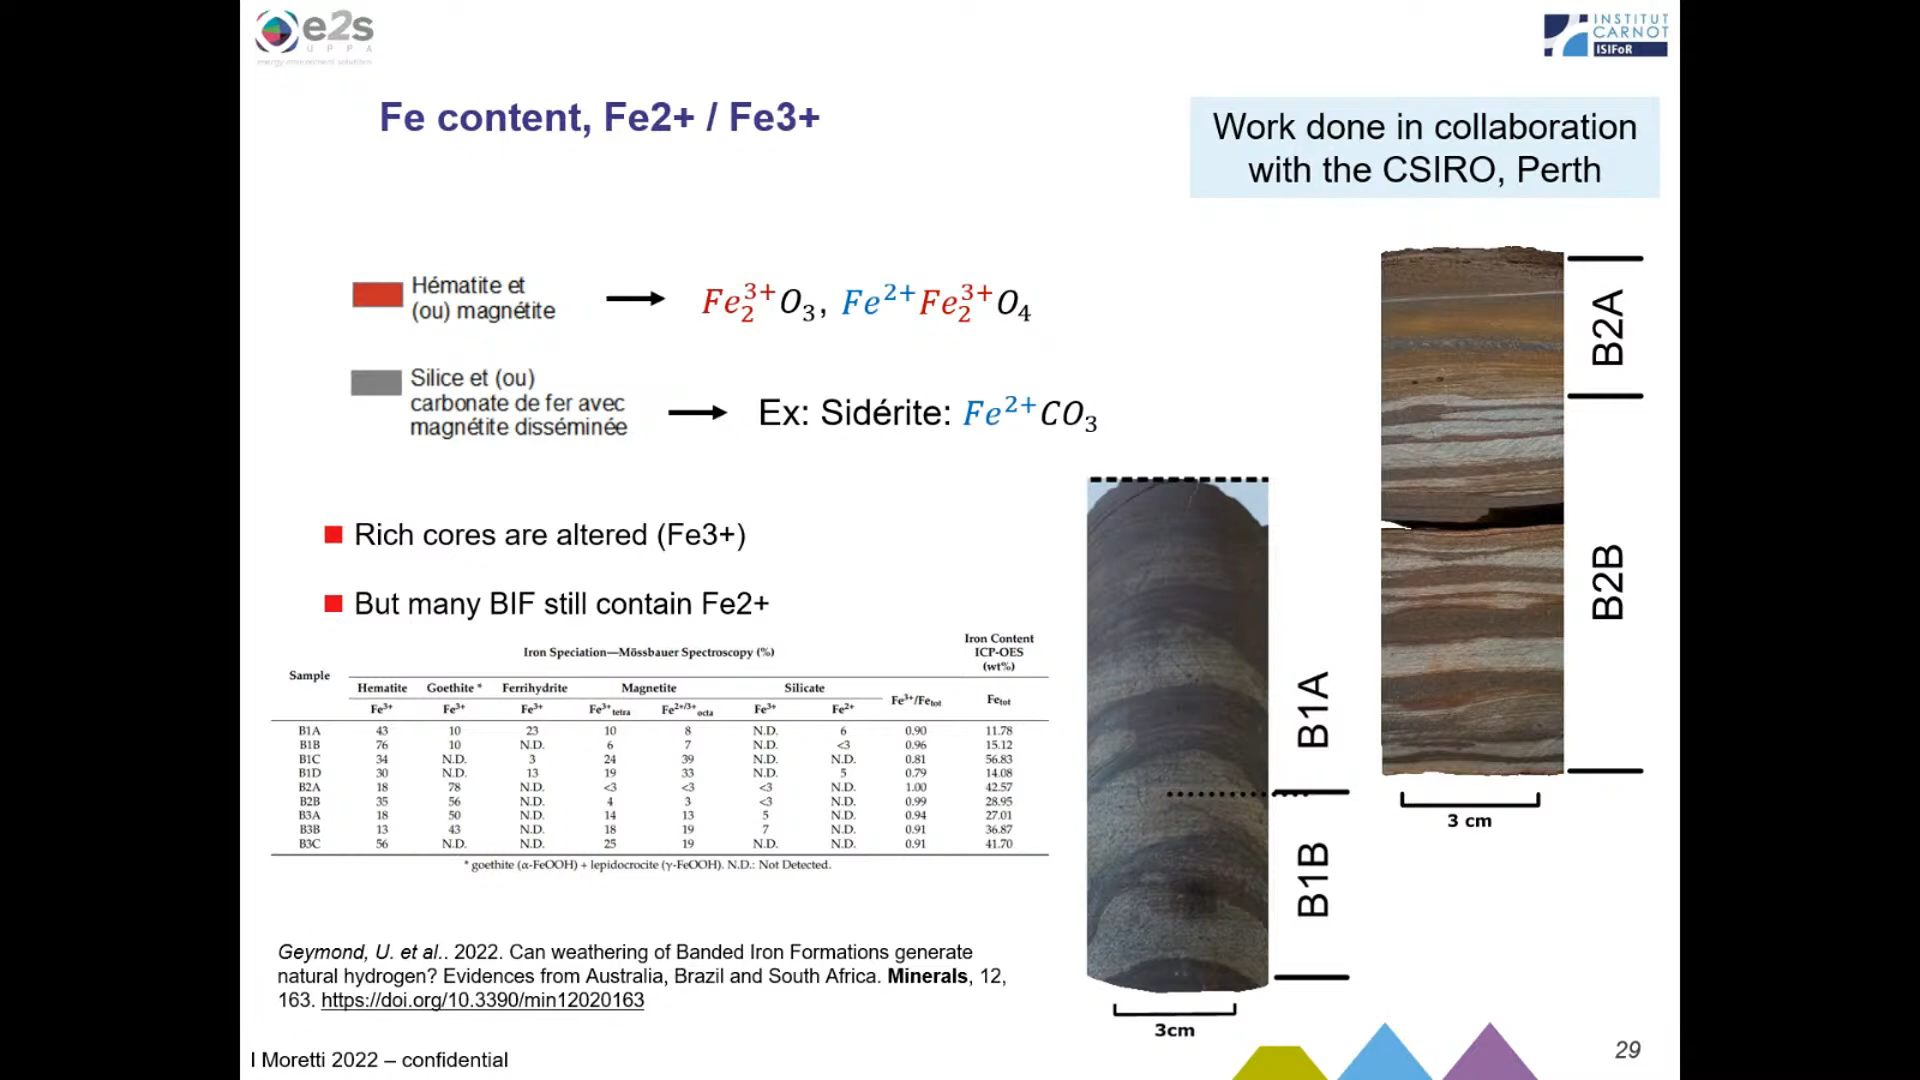 e2s
UPPA
energy environment solutions
INSTITUT
CARNOT
ISIFoR
Fe content, Fe2+ / Fe3+
Work done in collaboration
with the CSIRO, Perth
Hématite et
(ou) magnétite
Fe₂³⁺O₃, Fe²⁺Fe₂³⁺O₄
Silice et (ou)
carbonate de fer avec
magnétite disséminée
Ex: Sidérite: Fe²⁺CO₃
Rich cores are altered (Fe3+)
But many BIF still contain Fe2+
Sample Iron Speciation—Mössbauer Spectroscopy (%) Iron Content
ICP-OES
(wt%)
Hematite Goethite * Ferrihydrite Magnetite Silicate Fe³⁺/Fetot Fetot
Fe³⁺ Fe³⁺ Fe³⁺ Fe³⁺tetra Fe²⁺/³⁺octa Fe³⁺ Fe²⁺
B1A 43 10 23 10 8 N.D. 6 0.90 11.78
B1B 76 10 N.D. 6 7 N.D. <3 0.96 15.12
B1C 34 N.D. 3 24 39 N.D. N.D. 0.81 56.83
B1D 30 N.D. 13 19 33 N.D. 5 0.79 14.08
B2A 18 78 N.D. <3 <3 <3 N.D. 1.00 42.57
B2B 35 56 N.D. 4 3 <3 N.D. 0.99 28.95
B3A 18 50 N.D. 14 13 5 N.D. 0.94 27.01
B3B 13 43 N.D. 18 19 7 N.D. 0.91 36.87
B3C 56 N.D. N.D. 25 19 N.D. N.D. 0.91 41.70
* goethite (α-FeOOH) + lepidocrocite (γ-FeOOH). N.D.: Not Detected.
B1A
B1B
3cm
B2A
B2B
3 cm
Geymond, U. et al.. 2022. Can weathering of Banded Iron Formations generate
natural hydrogen? Evidences from Australia, Brazil and South Africa. Minerals, 12,
163. https://doi.org/10.3390/min12020163
I Moretti 2022 – confidential
29